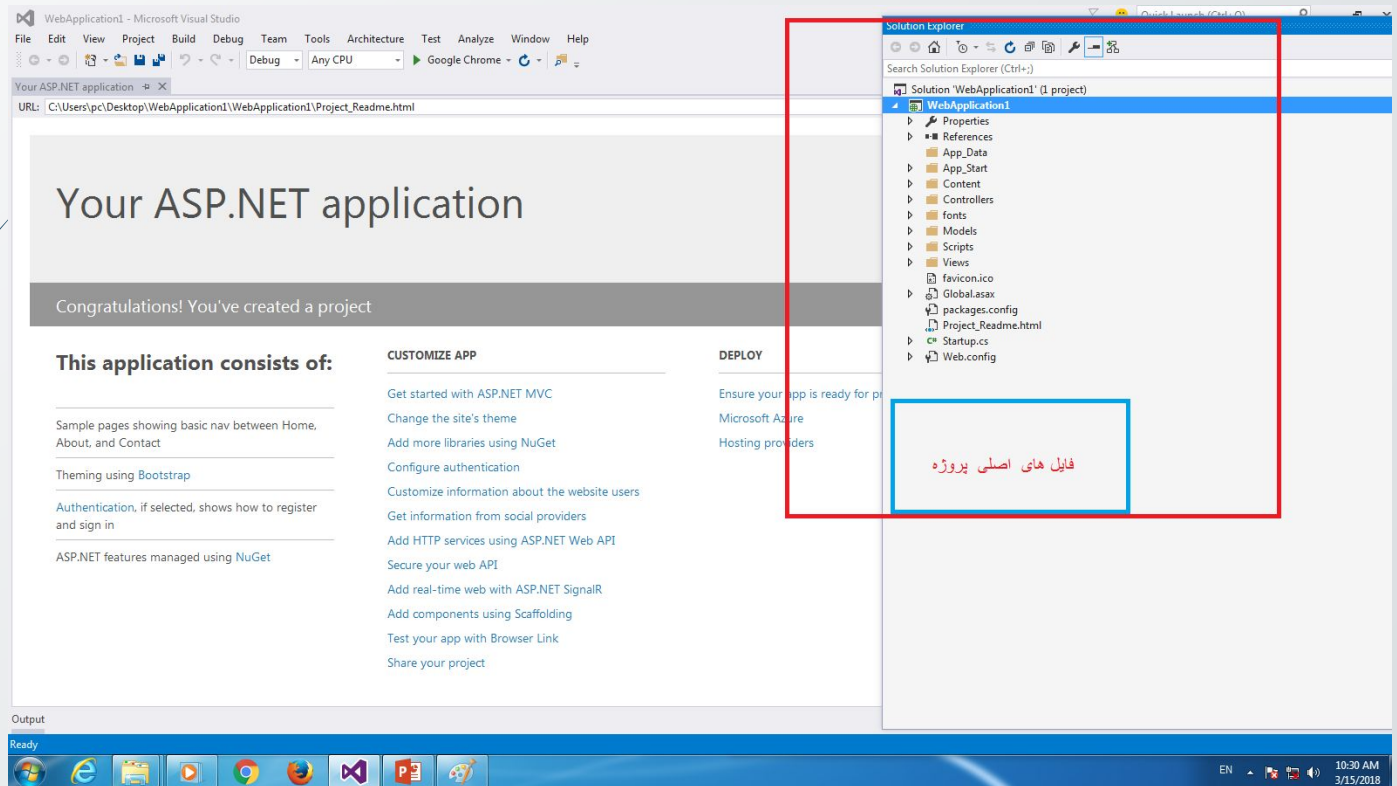 WebApplication1 - Microsoft Visual Studio
Quick Launch (Ctrl+Q)
File Edit View Project Build Debug Team Tools Architecture Test Analyze Window Help
Debug Any CPU Google Chrome
Your ASP.NET application
URL: C:\Users\pc\Desktop\WebApplication1\WebApplication1\Project_Readme.html
Your ASP.NET application
Congratulations! You've created a project
This application consists of:
Sample pages showing basic nav between Home,
About, and Contact
Theming using Bootstrap
Authentication, if selected, shows how to register
and sign in
ASP.NET features managed using NuGet
CUSTOMIZE APP
Get started with ASP.NET MVC
Change the site's theme
Add more libraries using NuGet
Configure authentication
Customize information about the website users
Get information from social providers
Add HTTP services using ASP.NET Web API
Secure your web API
Add real-time web with ASP.NET SignalR
Add components using Scaffolding
Test your app with Browser Link
Share your project
DEPLOY
Ensure your app is ready for pr
Microsoft Azure
Hosting providers
Solution Explorer
Search Solution Explorer (Ctrl+;)
Solution 'WebApplication1' (1 project)
WebApplication1
Properties
References
App_Data
App_Start
Content
Controllers
fonts
Models
Scripts
Views
favicon.ico
Global.asax
packages.config
Project_Readme.html
C# Startup.cs
Web.config
فایل های اصلی پروژه
Output
Ready
EN
10:30 AM
3/15/2018